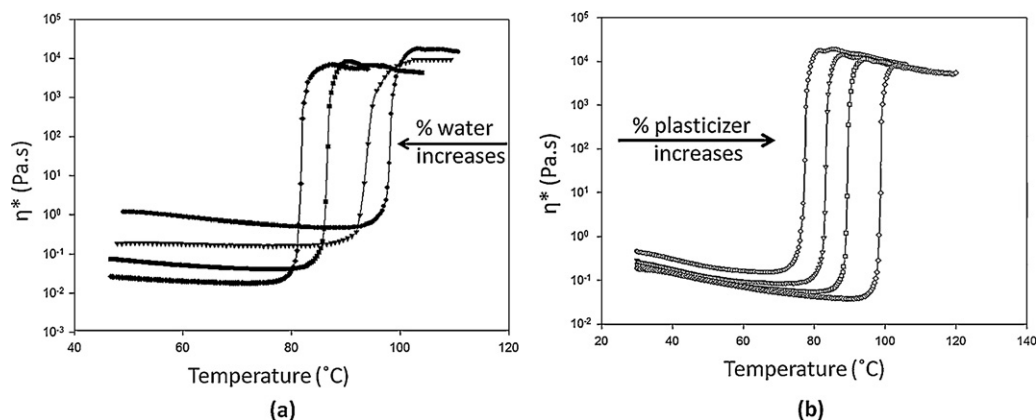 10⁵
10⁴
10³
10²
10¹
10⁰
10⁻¹
10⁻²
10⁻³
η* (Pa.s)
% water
increases
40
60
80
100
120
Temperature (˚C)
(a)
10⁵
10⁴
10³
10²
10¹
10⁰
10⁻¹
10⁻²
η* (Pa.s)
% plasticizer
increases
20
40
60
80
100
120
140
Temperature (˚C)
(b)